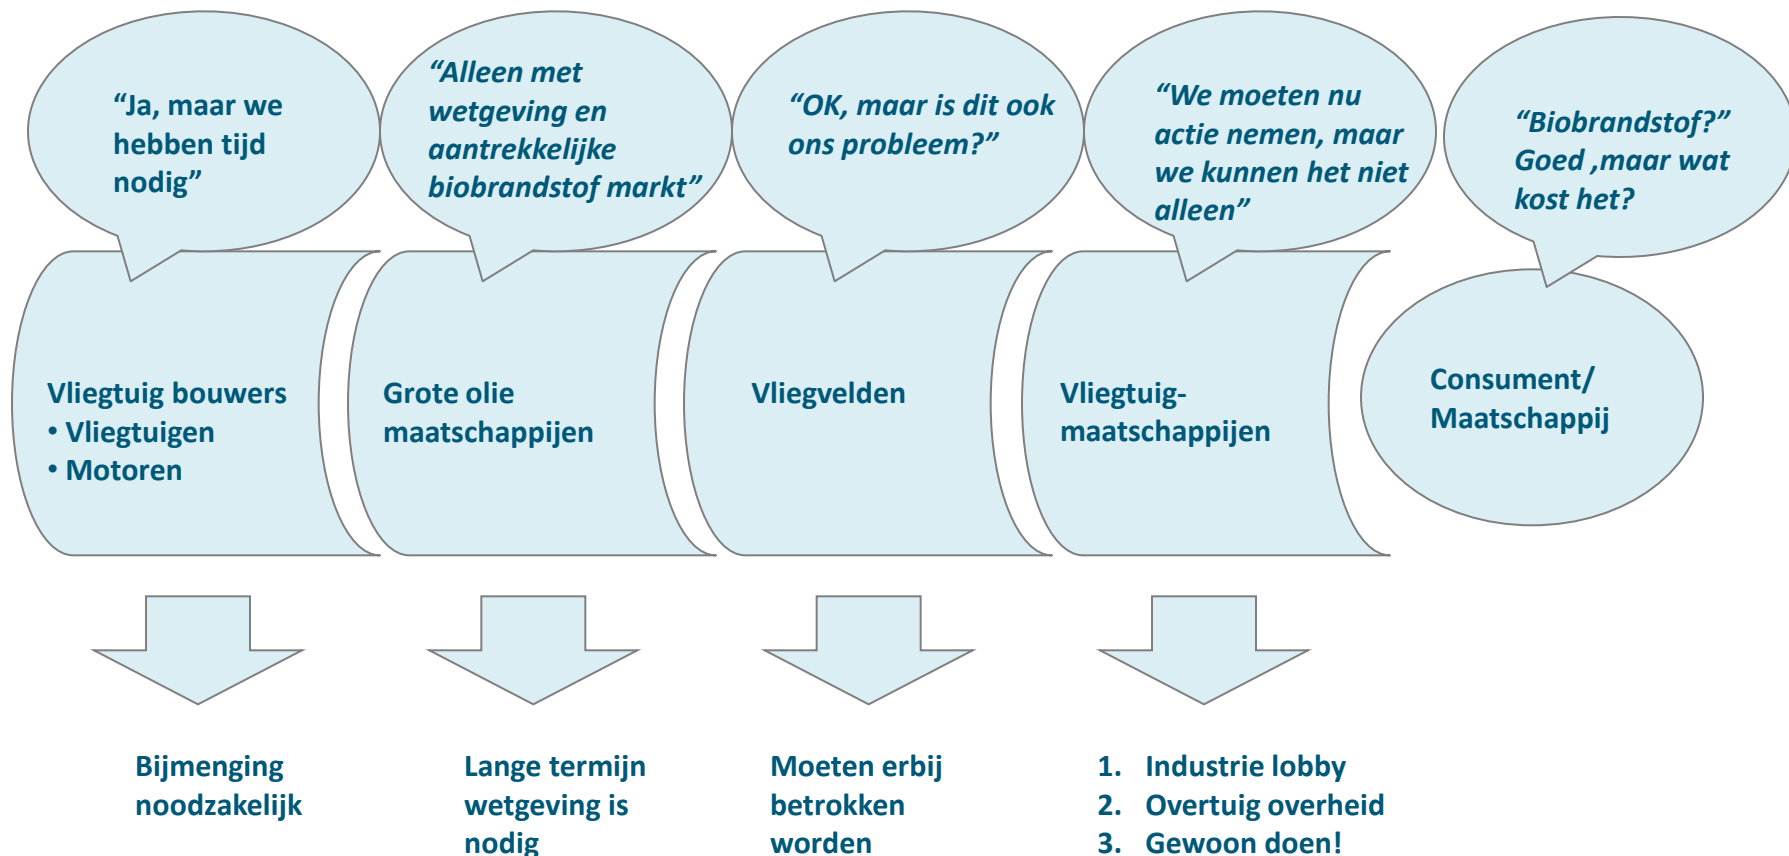 “Ja, maar we
hebben tijd
nodig”
“Alleen met
wetgeving en
aantrekkelijke
biobrandstof markt”
“OK, maar is dit ook
ons probleem?”
“We moeten nu
actie nemen, maar
we kunnen het niet
alleen”
“Biobrandstof?”
Goed ,maar wat
kost het?
Vliegtuig bouwers
• Vliegtuigen
• Motoren
Grote olie
maatschappijen
Vliegvelden
Vliegtuig-
maatschappijen
Consument/
Maatschappij
Bijmenging
noodzakelijk
Lange termijn
wetgeving is
nodig
Moeten erbij
betrokken
worden
1. Industrie lobby
2. Overtuig overheid
3. Gewoon doen!